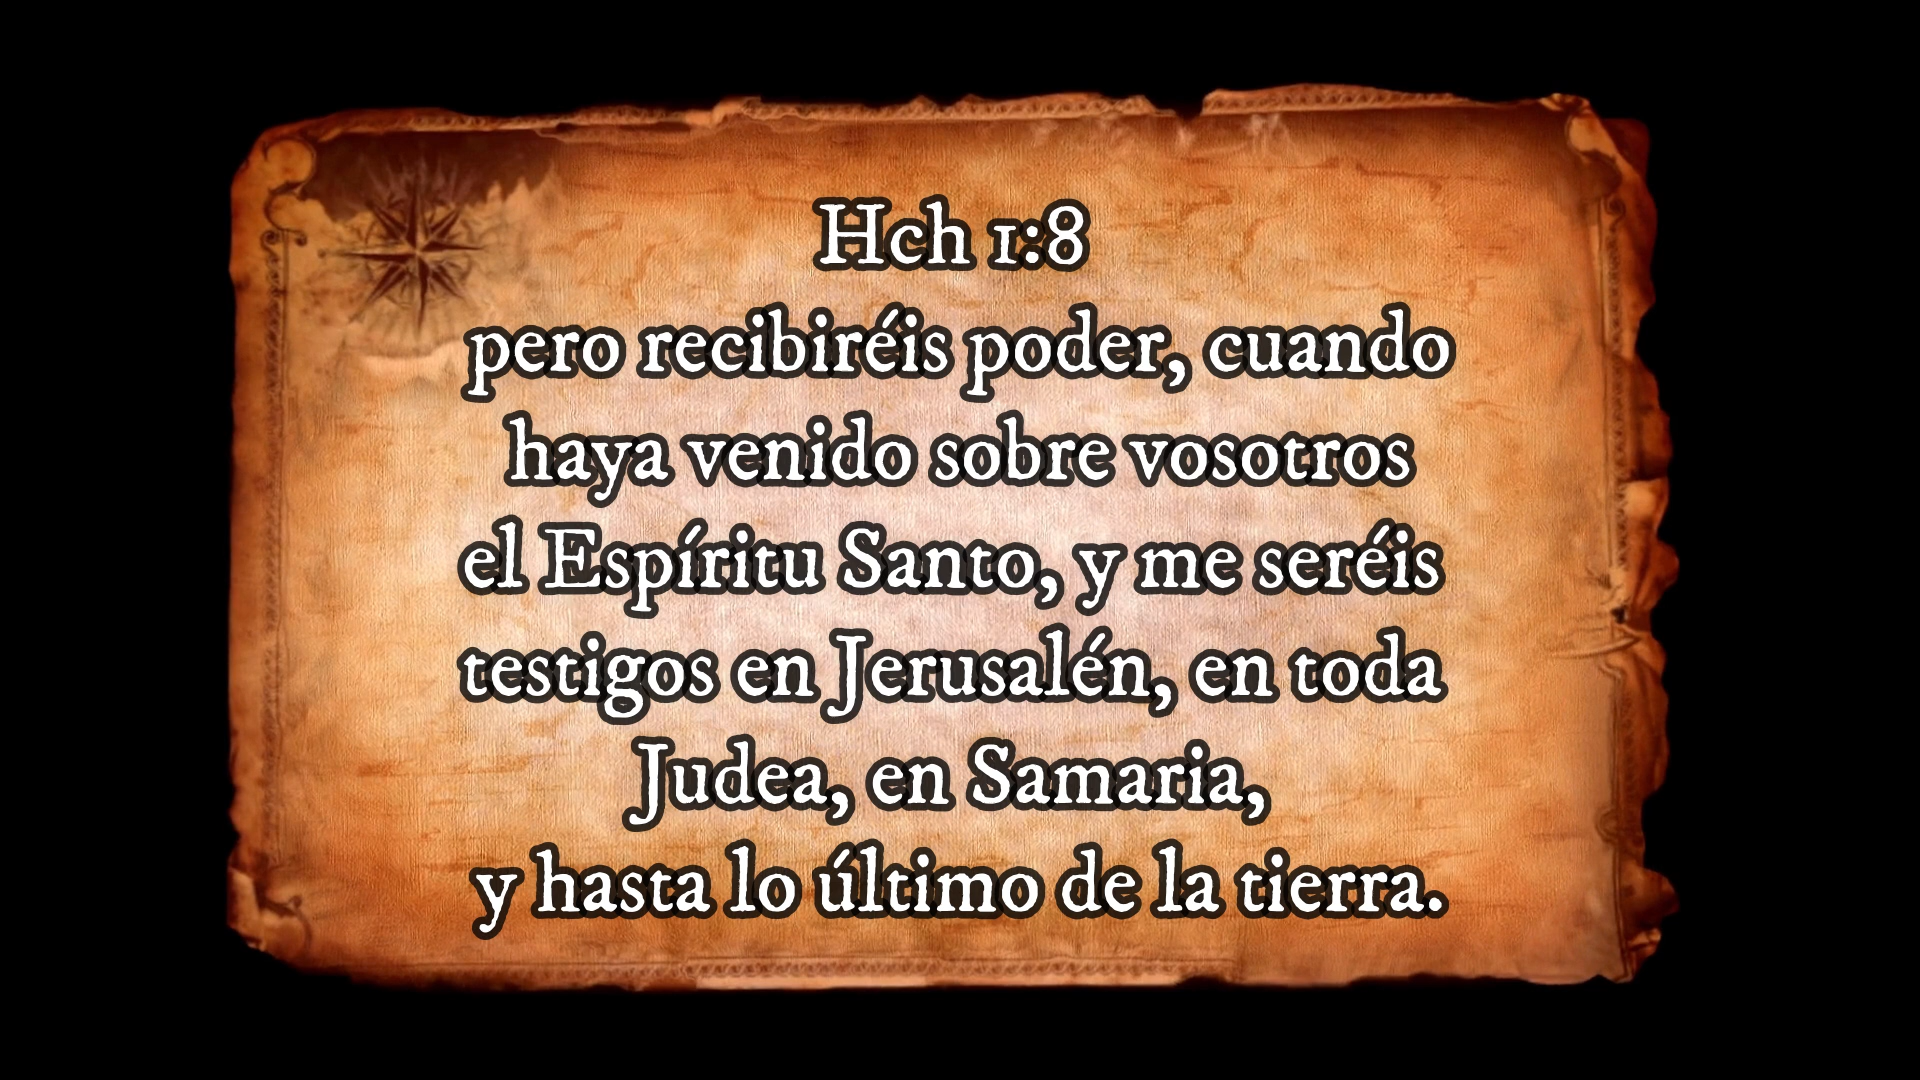 Hch 1:8
pero recibiréis poder, cuando
haya venido sobre vosotros
el Espíritu Santo, y me seréis
testigos en Jerusalén, en toda
Judea, en Samaria,
y hasta lo último de la tierra.